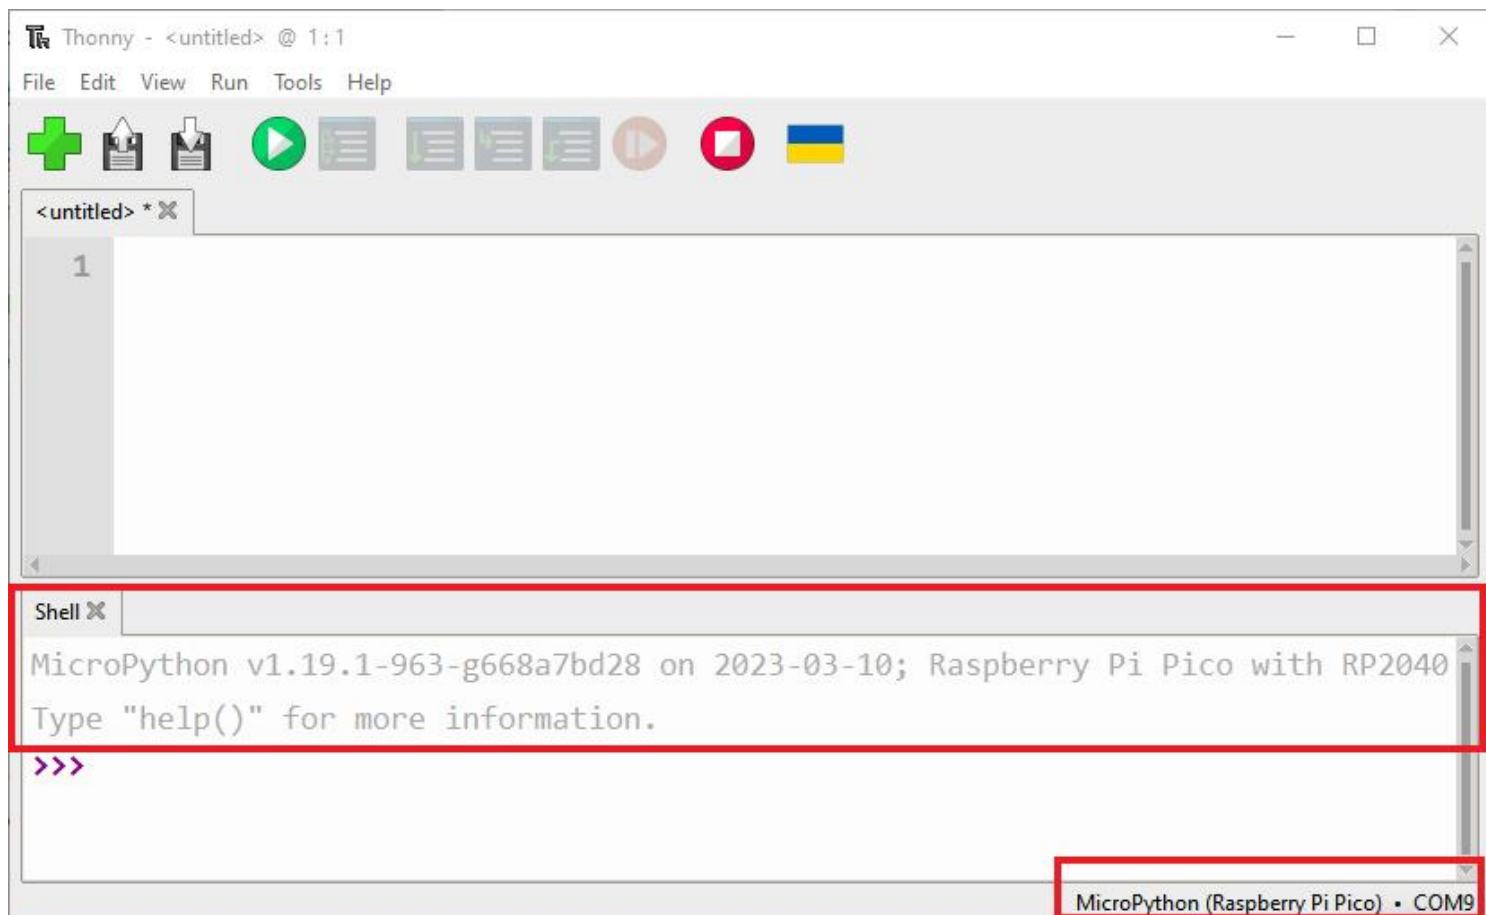 Thonny - <untitled> @ 1:1
File Edit View Run Tools Help
<untitled> *
1
Shell
MicroPython v1.19.1-963-g668a7bd28 on 2023-03-10; Raspberry Pi Pico with RP2040
Type "help()" for more information.
>>>
MicroPython (Raspberry Pi Pico) • COM9